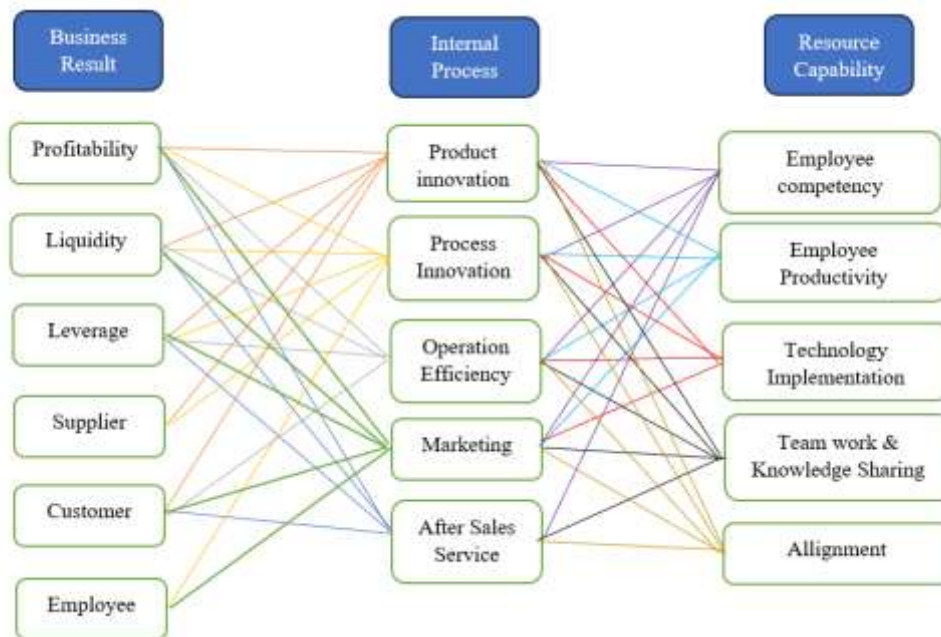 Business
Result
Internal
Process
Resource
Capability
Profitability
Liquidity
Leverage
Supplier
Customer
Employee
Product
innovation
Process
Innovation
Operation
Efficiency
Marketing
After Sales
Service
Employee
competency
Employee
Productivity
Technology
Implementation
Team work &
Knowledge Sharing
Allignment